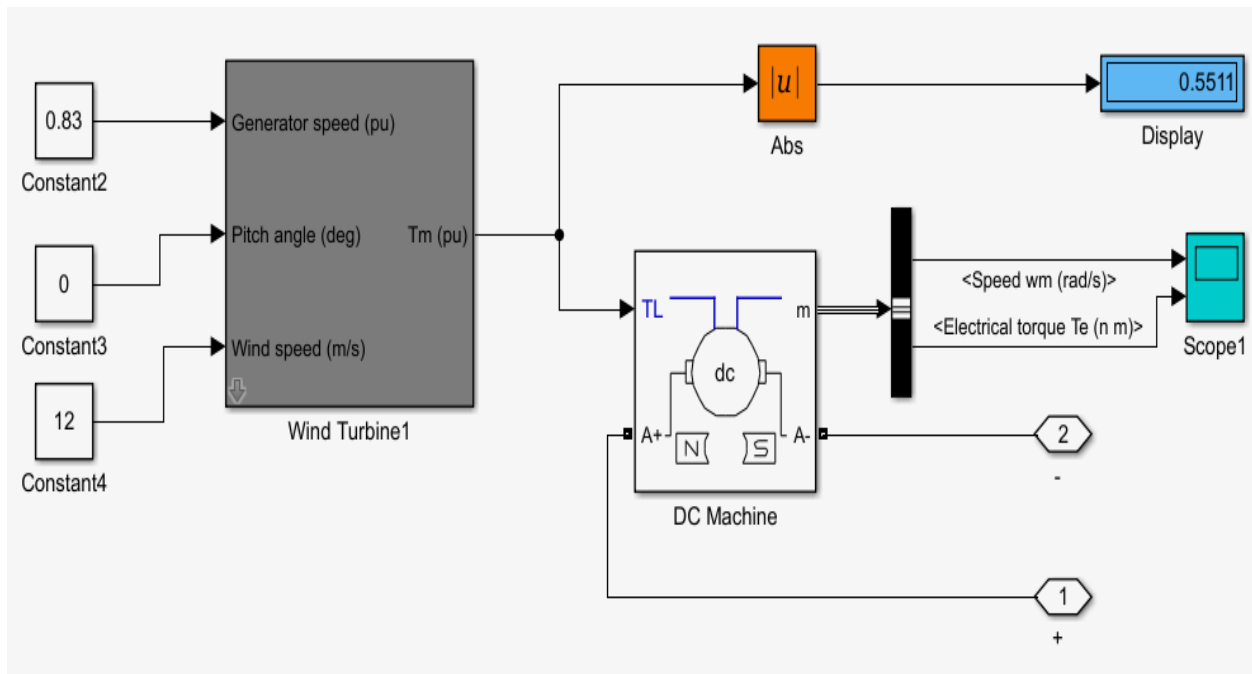 0.83
Constant2
0
Constant3
12
Constant4
Generator speed (pu)
Pitch angle (deg)
Tm (pu)
Wind speed (m/s)
Wind Turbine1
|u|
Abs
0.5511
Display
TL
m
dc
A+
N
S
A-
DC Machine
<Speed wm (rad/s)>
<Electrical torque Te (n m)>
Scope1
2
-
1
+